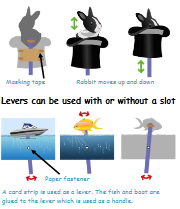 Masking tape
Rabbit moves up and down
Levers can be used with or without a slot
Paper fastener
A card strip is used as a lever. The fish and boat are
glued to the lever which is used as a handle.